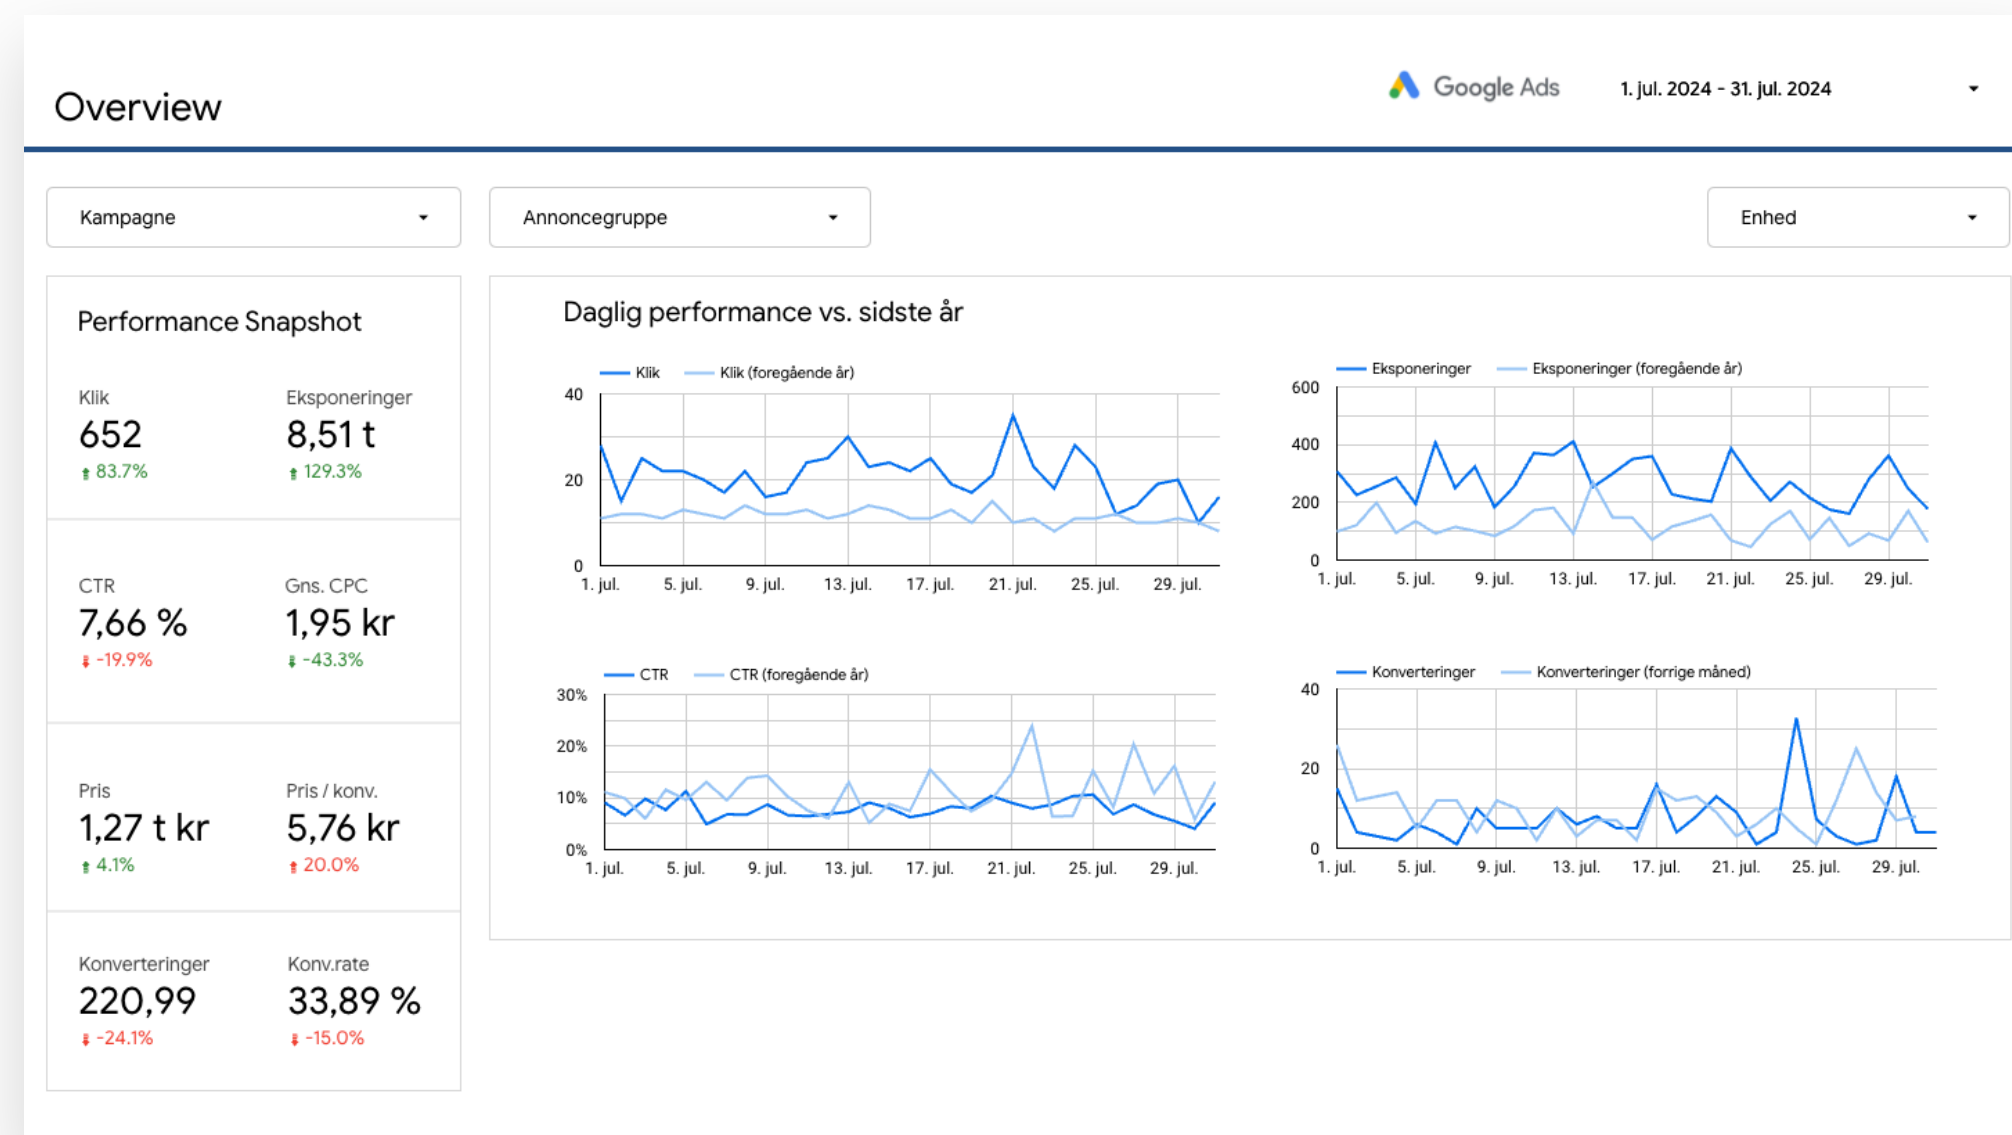 Overview
Google Ads
1. jul. 2024 - 31. jul. 2024
Kampagne
Annoncegruppe
Enhed
Performance Snapshot
Klik
Eksponeringer
652
8,51 t
83.7%
129.3%
CTR
Gns. CPC
7,66 %
1,95 kr
-19.9%
-43.3%
Pris
Pris / konv.
1,27 t kr
5,76 kr
4.1%
20.0%
Konverteringer
Konv.rate
220,99
33,89 %
-24.1%
-15.0%
Daglig performance vs. sidste år
Klik
Klik (foregående år)
40
20
0
1. jul.
5. jul.
9. jul.
13. jul.
17. jul.
21. jul.
25. jul.
29. jul.
Eksponeringer
Eksponeringer (foregående år)
600
400
200
0
1. jul.
5. jul.
9. jul.
13. jul.
17. jul.
21. jul.
25. jul.
29. jul.
CTR
CTR (foregående år)
30%
20%
10%
0%
1. jul.
5. jul.
9. jul.
13. jul.
17. jul.
21. jul.
25. jul.
29. jul.
Konverteringer
Konverteringer (forrige måned)
40
20
0
1. jul.
5. jul.
9. jul.
13. jul.
17. jul.
21. jul.
25. jul.
29. jul.